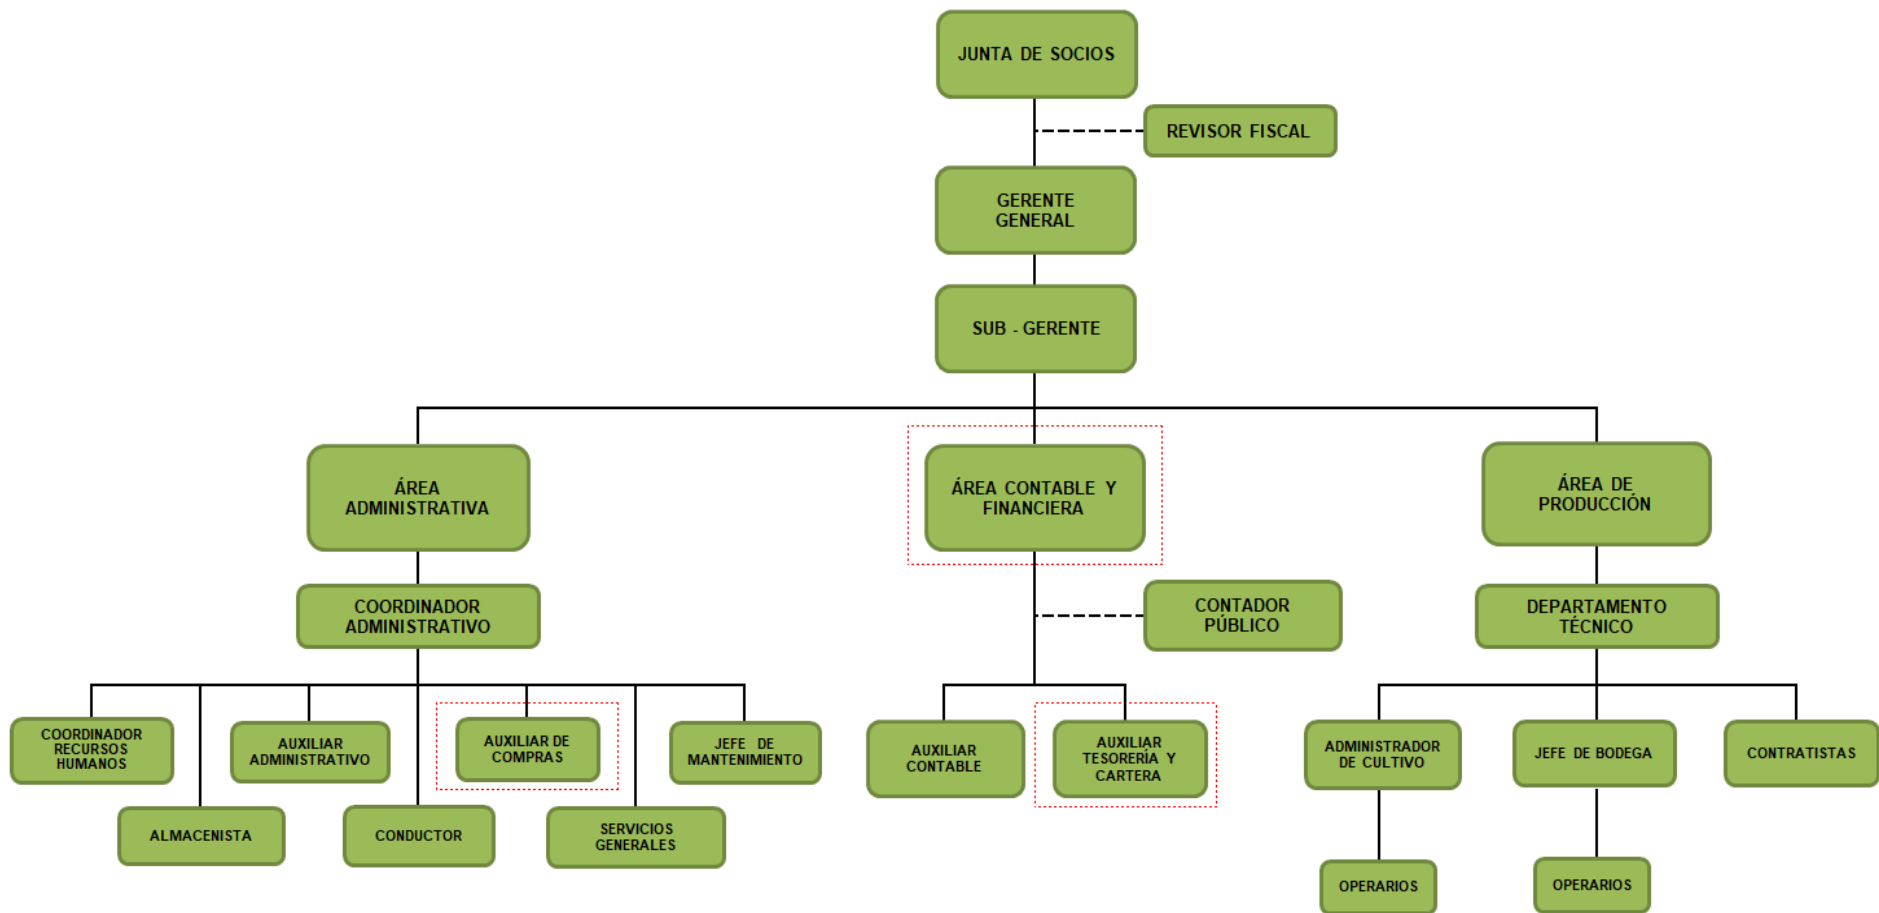 JUNTA DE SOCIOS
REVISOR FISCAL
GERENTE
GENERAL
SUB - GERENTE
ÁREA
ADMINISTRATIVA
ÁREA CONTABLE Y
FINANCIERA
ÁREA DE
PRODUCCIÓN
COORDINADOR
ADMINISTRATIVO
CONTADOR
PÚBLICO
DEPARTAMENTO
TÉCNICO
COORDINADOR
RECURSOS
HUMANOS
AUXILIAR
ADMINISTRATIVO
AUXILIAR DE
COMPRAS
JEFE DE
MANTENIMIENTO
AUXILIAR
CONTABLE
AUXILIAR
TESORERÍA Y
CARTERA
ADMINISTRADOR
DE CULTIVO
JEFE DE BODEGA
CONTRATISTAS
ALMACENISTA
CONDUCTOR
SERVICIOS
GENERALES
OPERARIOS
OPERARIOS